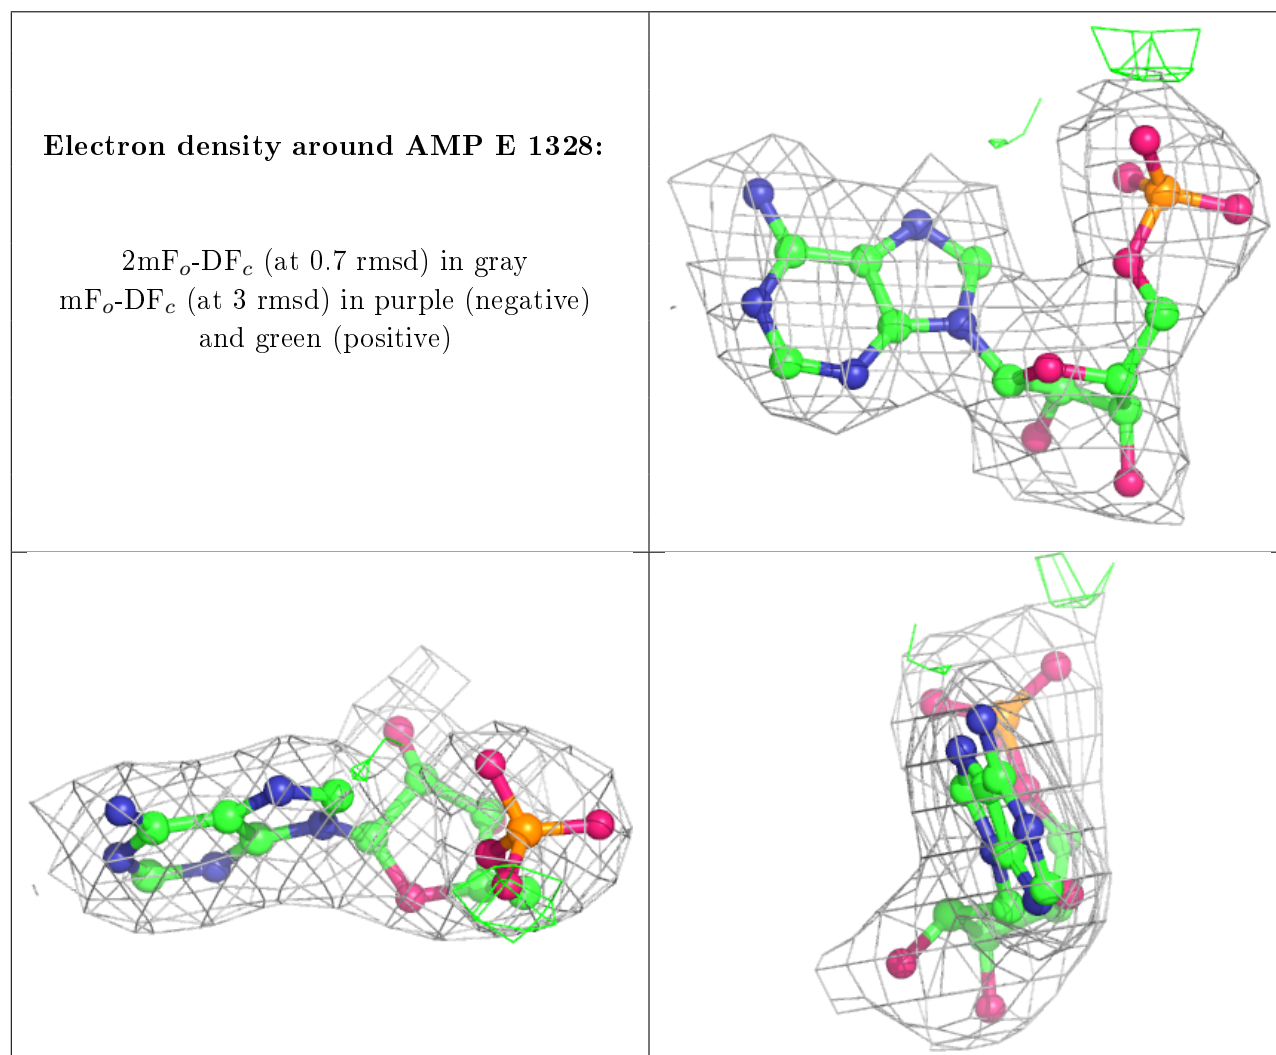 Electron density around AMP E 1328:
2mFo-DFc (at 0.7 rmsd) in gray
mFo-DFc (at 3 rmsd) in purple (negative)
and green (positive)